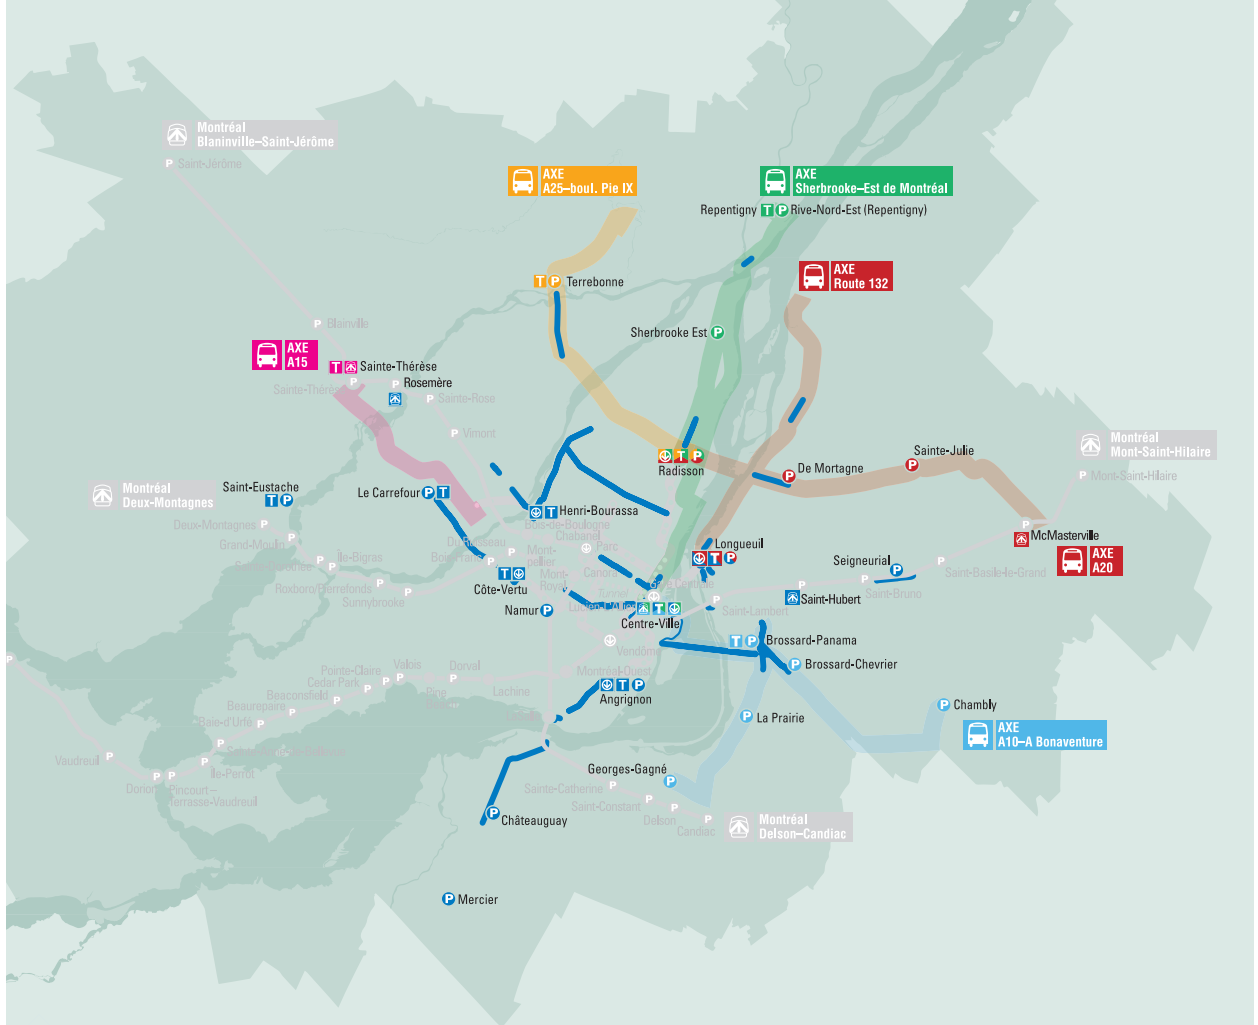 Montréal
Blaninville–Saint-Jérôme
P Saint-Jérôme
AXE
A25–boul. Pie IX
AXE
Sherbrooke–Est de Montréal
Repentigny T P Rive-Nord-Est (Repentigny)
AXE
Route 132
T P Terrebonne
P Blainville
Sherbrooke Est P
AXE
A15
T Sainte-Thérèse
Rosemère
P
P Sainte-Rose
P Vimont
Montréal
Mont-Saint-Hilaire
Sainte-Julie
P
T P
Radisson
De Mortagne
P
P Mont-Saint-Hilaire
Montréal
Deux-Montagnes
Saint-Eustache
T P
Le Carrefour P T
T Henri-Bourassa
Bois-de-Boulogne
Deux-Montagnes P
Grand-Moulin P
Chabanel
Parc
Canora
Longueuil
T P
McMasterville
AXE
A20
Île-Bigras
Roxboro/Pierrefonds P
Sunnybrooke P
Mont-
Royal
Côte-Vertu
T
Seigneurial
P
Saint-Bruno
Saint-Basile-le-Grand
Tunnel
Namur P
T
Centre-Ville
Saint-Lambert
Saint-Hubert
Vendôme
T P Brossard-Panama
P Brossard-Chevrier
Montréal-Ouest
T P
Angrignon
Pointe-Claire
Cedar Park
Valois
Dorval
Lachine
Beaconsfield
Beaurepaire
Baie-d'Urfé
Vaudreuil
Île-Perrot
Dorion
Pincourt –
Terrasse-Vaudreuil
P La Prairie
P Chambly
AXE
A10–A Bonaventure
Georges-Gagné
P
Sainte-Catherine
Saint-Constant
Delson
Candiac
Montréal
Delson–Candiac
P Châteauguay
P Mercier